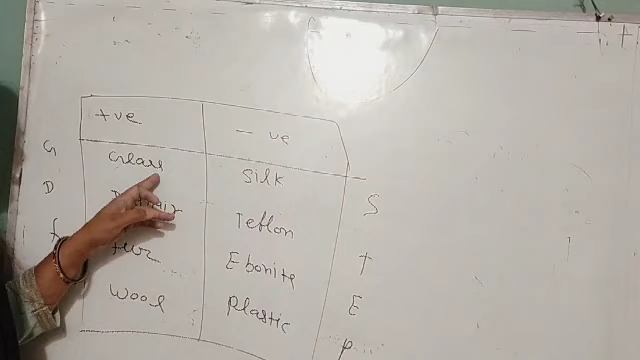 +ve - ve
G Glass Silk S
D Teflon T
f fur Ebonite E
Wool Plastic P